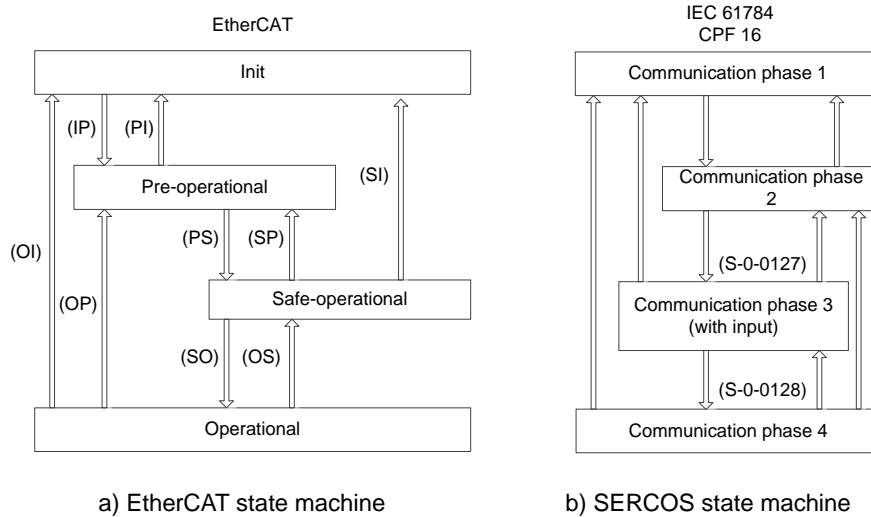 EtherCAT
Init
(IP)
(PI)
Pre-operational
(SI)
(OI)
(PS)
(SP)
(OP)
Safe-operational
(SO)
(OS)
Operational
a) EtherCAT state machine
IEC 61784
CPF 16
Communication phase 1
Communication phase
2
(S-0-0127)
Communication phase 3
(with input)
(S-0-0128)
Communication phase 4
b) SERCOS state machine